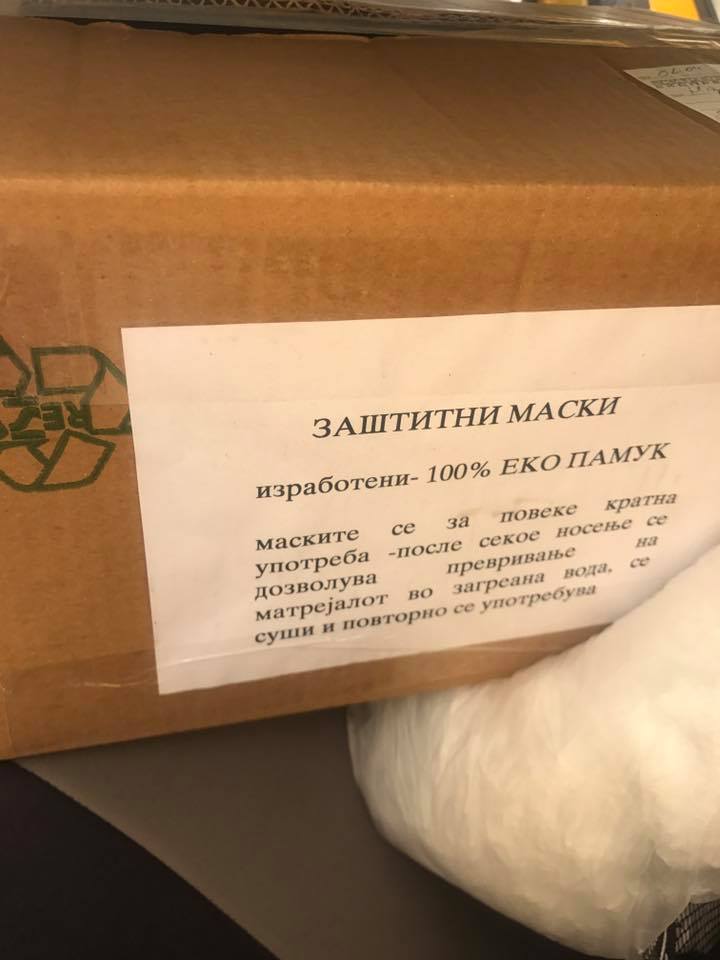 ЗАШТИТНИ МАСКИ
изработени- 100% ЕКО ПАМУК
маските се за повеке кратна
употреба -после секое носење се
дозволува превривање на
матрејалот во загреана вода, се
суши и повторно се употребува